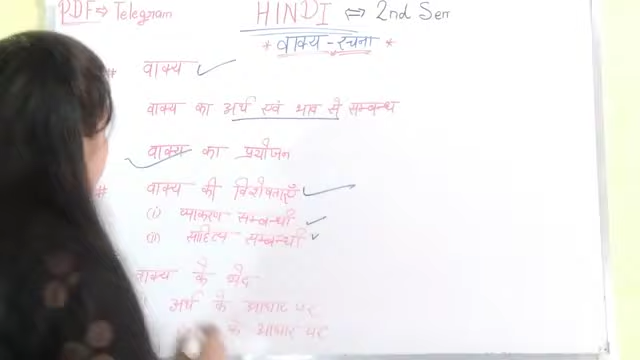 PDF ⇒ Telegram HINDI ⇔ 2nd Sem
* वाक्य - रचना *
# वाक्य
वाक्य का अर्थ एवं भाव से सम्बन्ध
वाक्य का प्रयोजन
# वाक्य की विशेषताएँ
(i) व्याकरण सम्बन्धी
(ii) साहित्य सम्बन्धी
वाक्य के भेद
अर्थ के आधार पर
के आधार पर